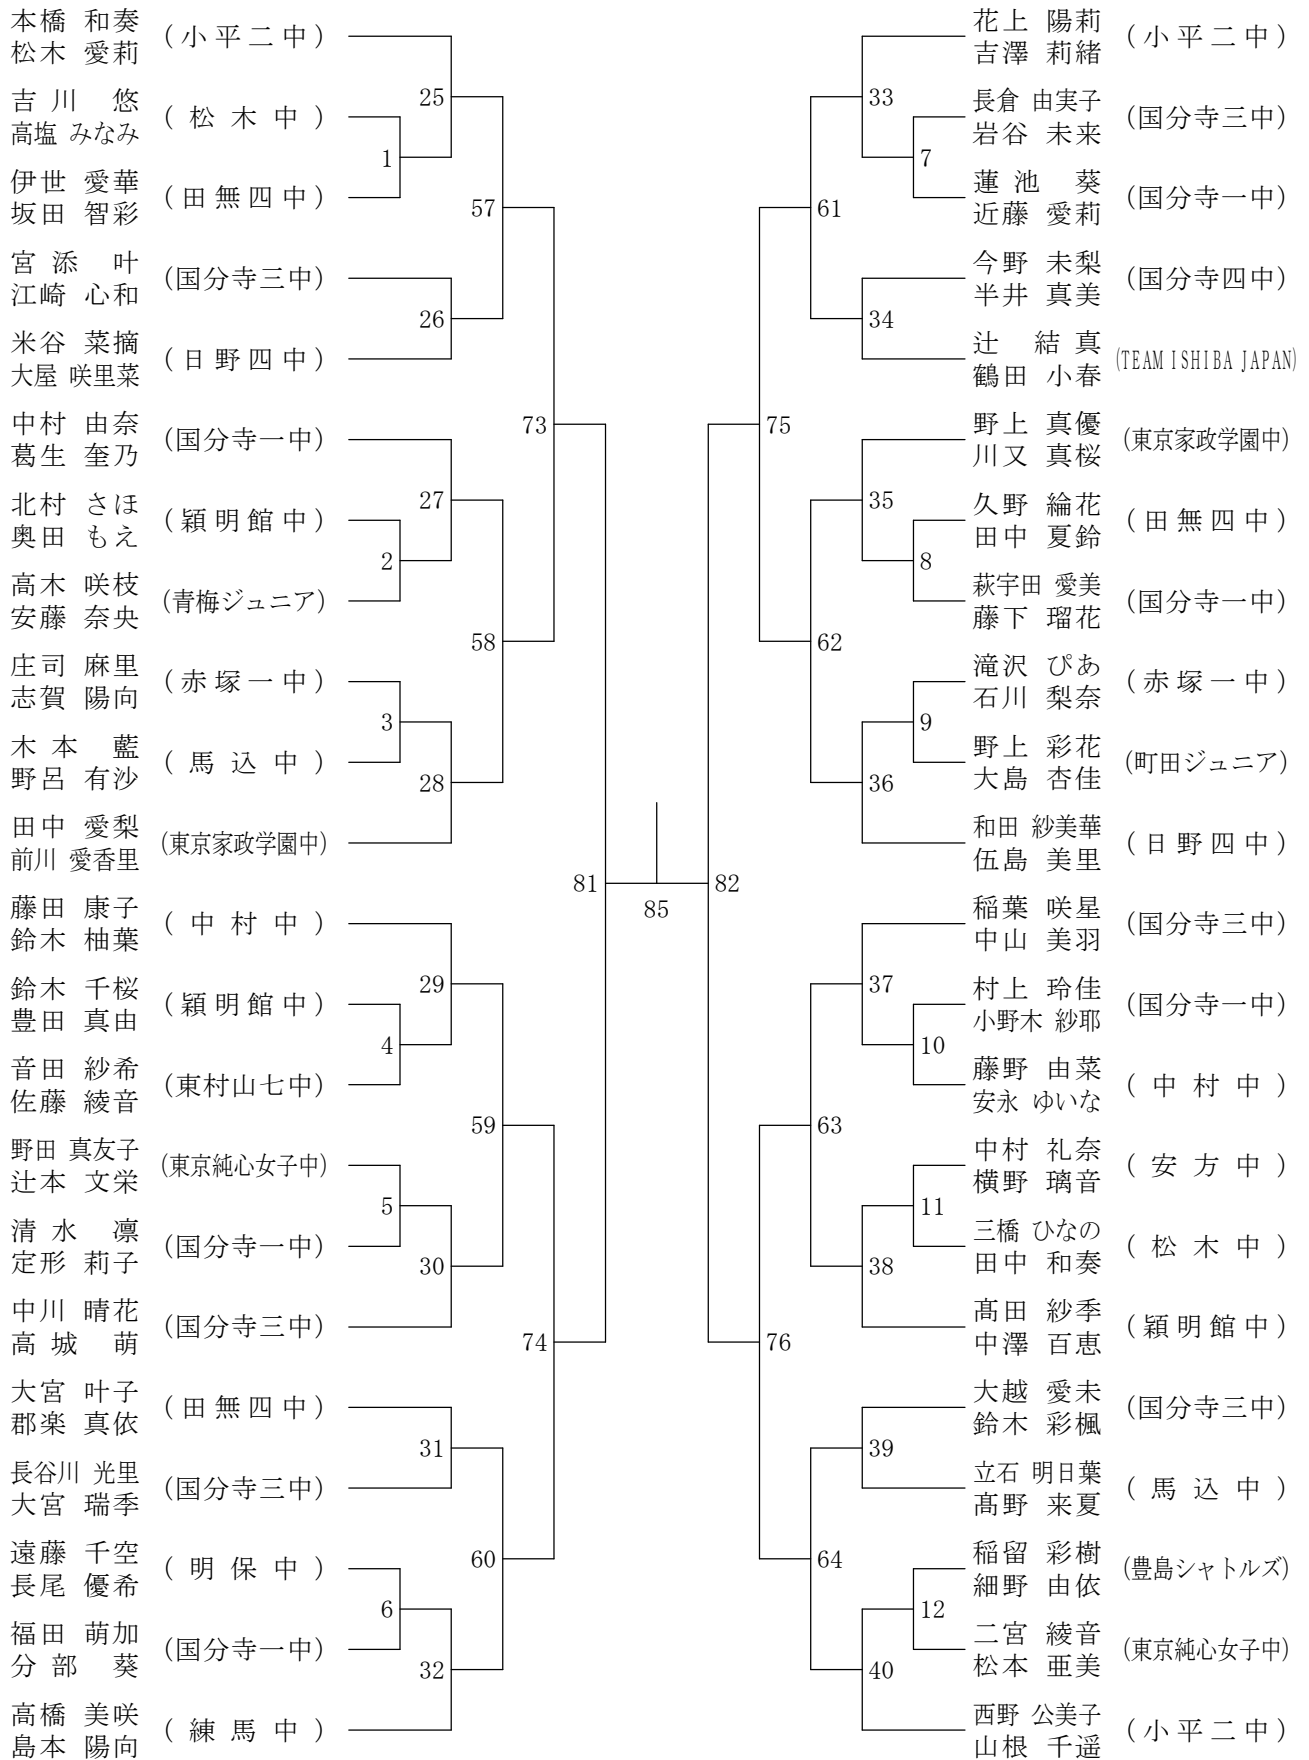 本橋 和奏
松木 愛莉
(小平二中)
吉川 悠
高塩 みなみ
(松木中)
伊世 愛華
坂田 智彩
(田無四中)
宮添 叶
江崎 心和
(国分寺三中)
米谷 菜摘
大屋 咲里菜
(日野四中)
中村 由奈
葛生 奎乃
(国分寺一中)
北村 さほ
奥田 もえ
(穎明館中)
高木 咲枝
安藤 奈央
(青梅ジュニア)
庄司 麻里
志賀 陽向
(赤塚一中)
木本 藍
野呂 有沙
(馬込中)
田中 愛梨
前川 愛香里
(東京家政学園中)
藤田 康子
鈴木 柚葉
(中村中)
鈴木 千桜
豊田 真由
(穎明館中)
音田 紗希
佐藤 綾音
(東村山七中)
野田 真友子
辻本 文栄
(東京純心女子中)
清水 凛
定形 莉子
(国分寺一中)
中川 晴花
高城 萌
(国分寺三中)
大宮 叶子
郡楽 真依
(田無四中)
長谷川 光里
大宮 瑞季
(国分寺三中)
遠藤 千空
長尾 優希
(明保中)
福田 萌加
分部 葵
(国分寺一中)
高橋 美咲
島本 陽向
(練馬中)
1
2
3
4
5
6
25
26
27
28
29
30
31
32
57
58
59
60
73
74
81
85
82
75
76
61
62
63
64
33
34
35
36
37
38
39
40
7
8
9
10
11
12
花上 陽莉
吉澤 莉緒
(小平二中)
長倉 由実子
岩谷 未来
(国分寺三中)
蓮池 葵
近藤 愛莉
(国分寺一中)
今野 未梨
半井 真美
(国分寺四中)
辻 結真
鶴田 小春
(TEAM ISHIBA JAPAN)
野上 真優
川又 真桜
(東京家政学園中)
久野 綸花
田中 夏鈴
(田無四中)
萩宇田 愛美
藤下 瑠花
(国分寺一中)
滝沢 ぴあ
石川 梨奈
(赤塚一中)
野上 彩花
大島 杏佳
(町田ジュニア)
和田 紗美華
伍島 美里
(日野四中)
稲葉 咲星
中山 美羽
(国分寺三中)
村上 玲佳
小野木 紗耶
(国分寺一中)
藤野 由菜
安永 ゆいな
(中村中)
中村 礼奈
横野 璃音
(安方中)
三橋 ひなの
田中 和奏
(松木中)
髙田 紗季
中澤 百恵
(穎明館中)
大越 愛未
鈴木 彩楓
(国分寺三中)
立石 明日葉
髙野 来夏
(馬込中)
稲留 彩樹
細野 由依
(豊島シャトルズ)
二宮 綾音
松本 亜美
(東京純心女子中)
西野 公美子
山根 千遥
(小平二中)